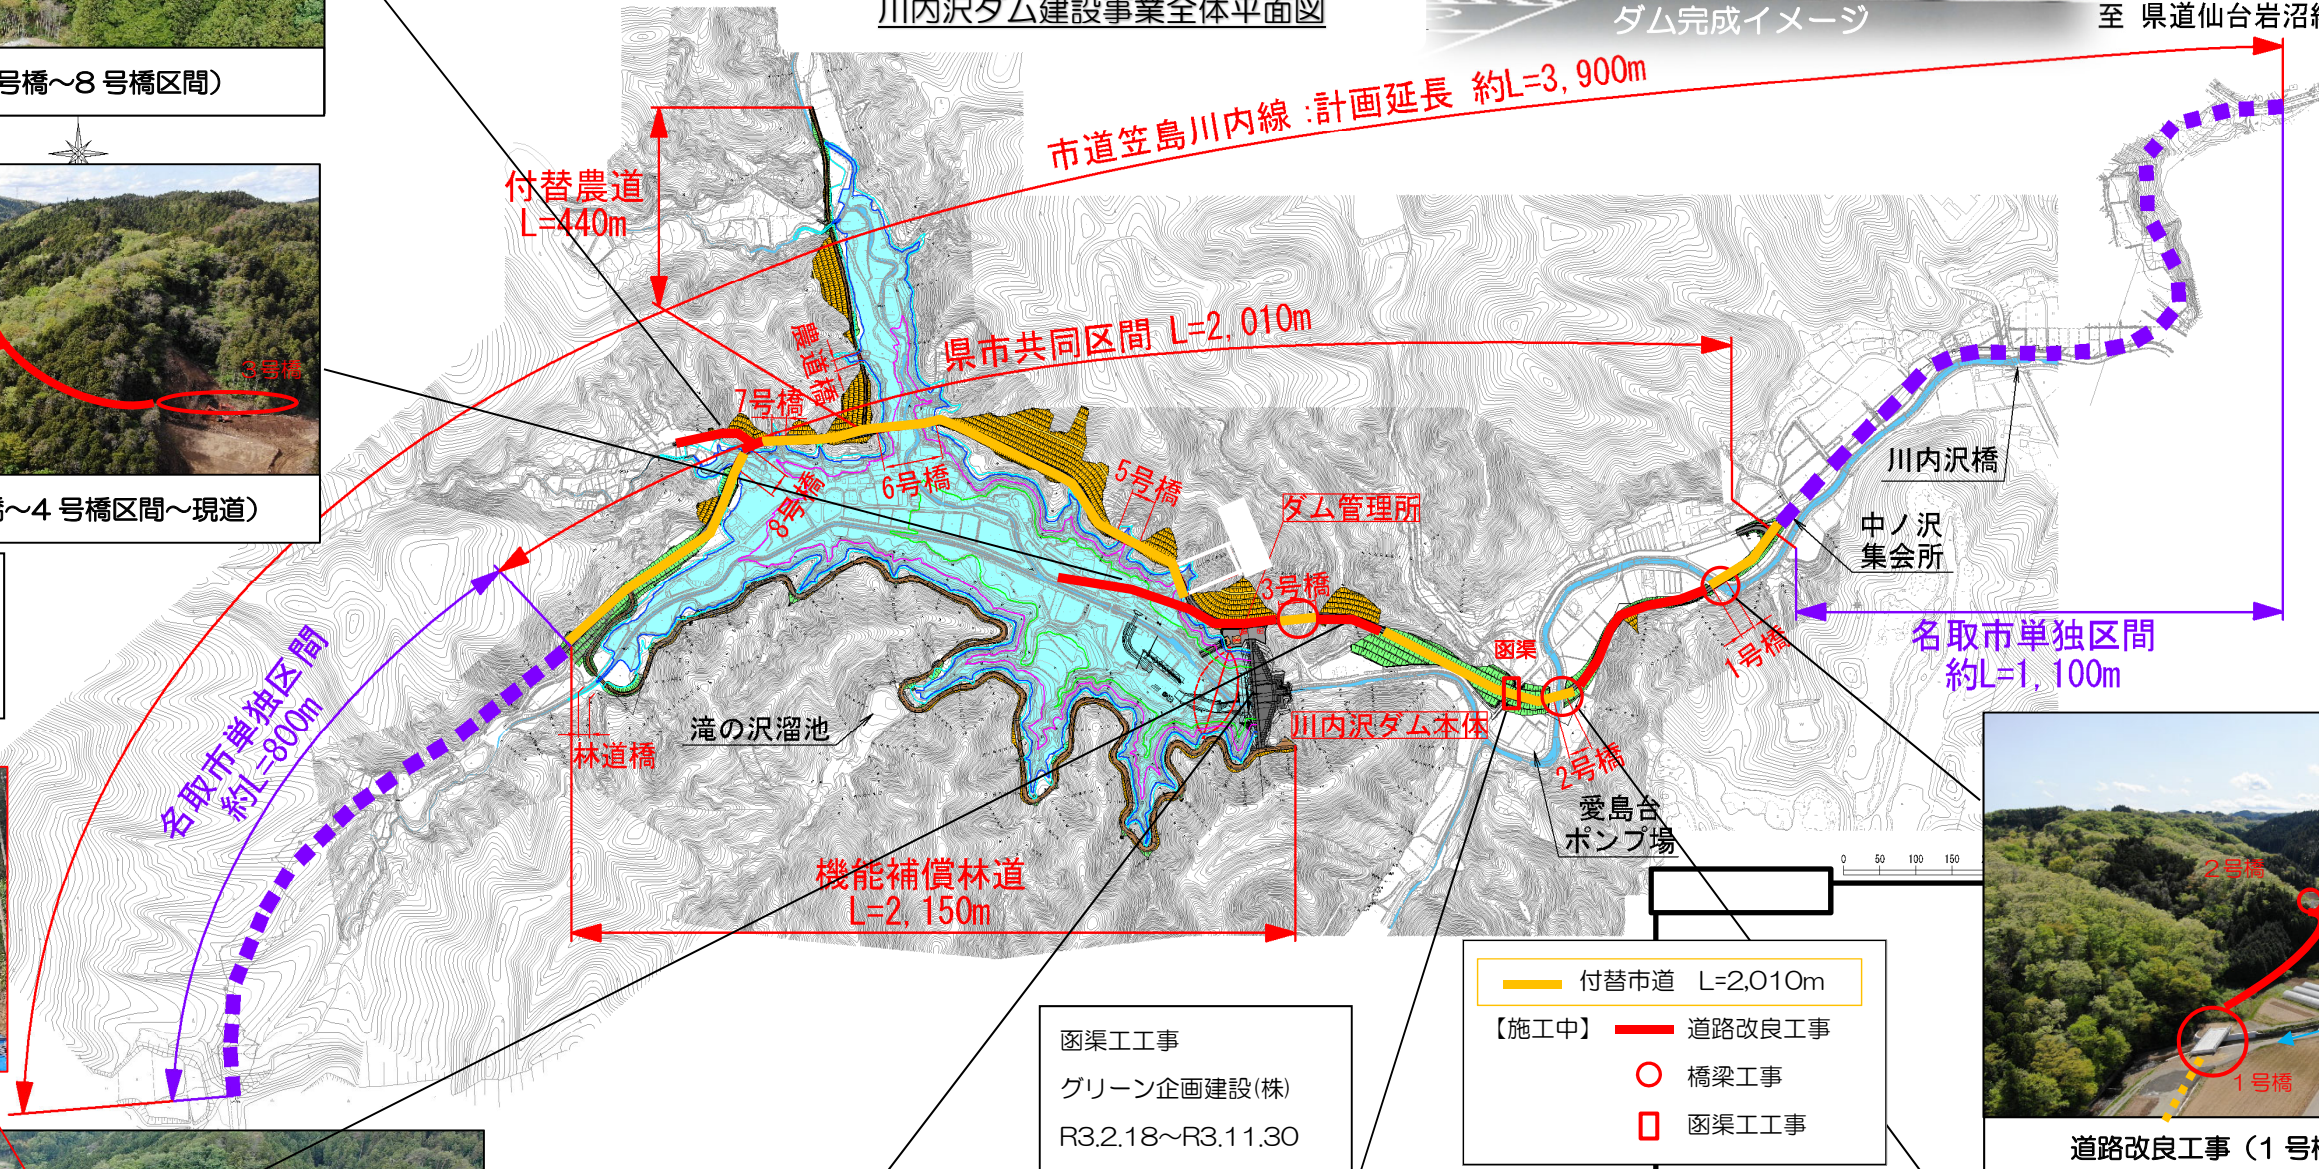 川内沢ダム建設事業全体平面図
ダム完成イメージ
至 県道仙台岩沼
号橋～8 号橋区間）
市道笠島川内線：計画延長 約L=3,900m
付替農道
L=440m
県市共同区間 L=2,010m
農道橋
3号橋
～4 号橋区間～現道）
7号橋
8号橋
6号橋
5号橋
ダム管理所
3号橋
川内沢橋
中ノ沢
集会所
1号橋
名取市単独区間
約L=1,100m
名取市単独区間
約L=800m
函渠
林道橋
滝の沢溜池
川内沢ダム本体
2号橋
愛島台
ポンプ場
機能補償林道
L=2,150m
0 50 100 150
2号橋
1号橋
道路改良工事（1 号
函渠工工事
グリーン企画建設(株)
R3.2.18～R3.11.30
付替市道 L=2,010m
【施工中】 道路改良工事
橋梁工事
函渠工工事